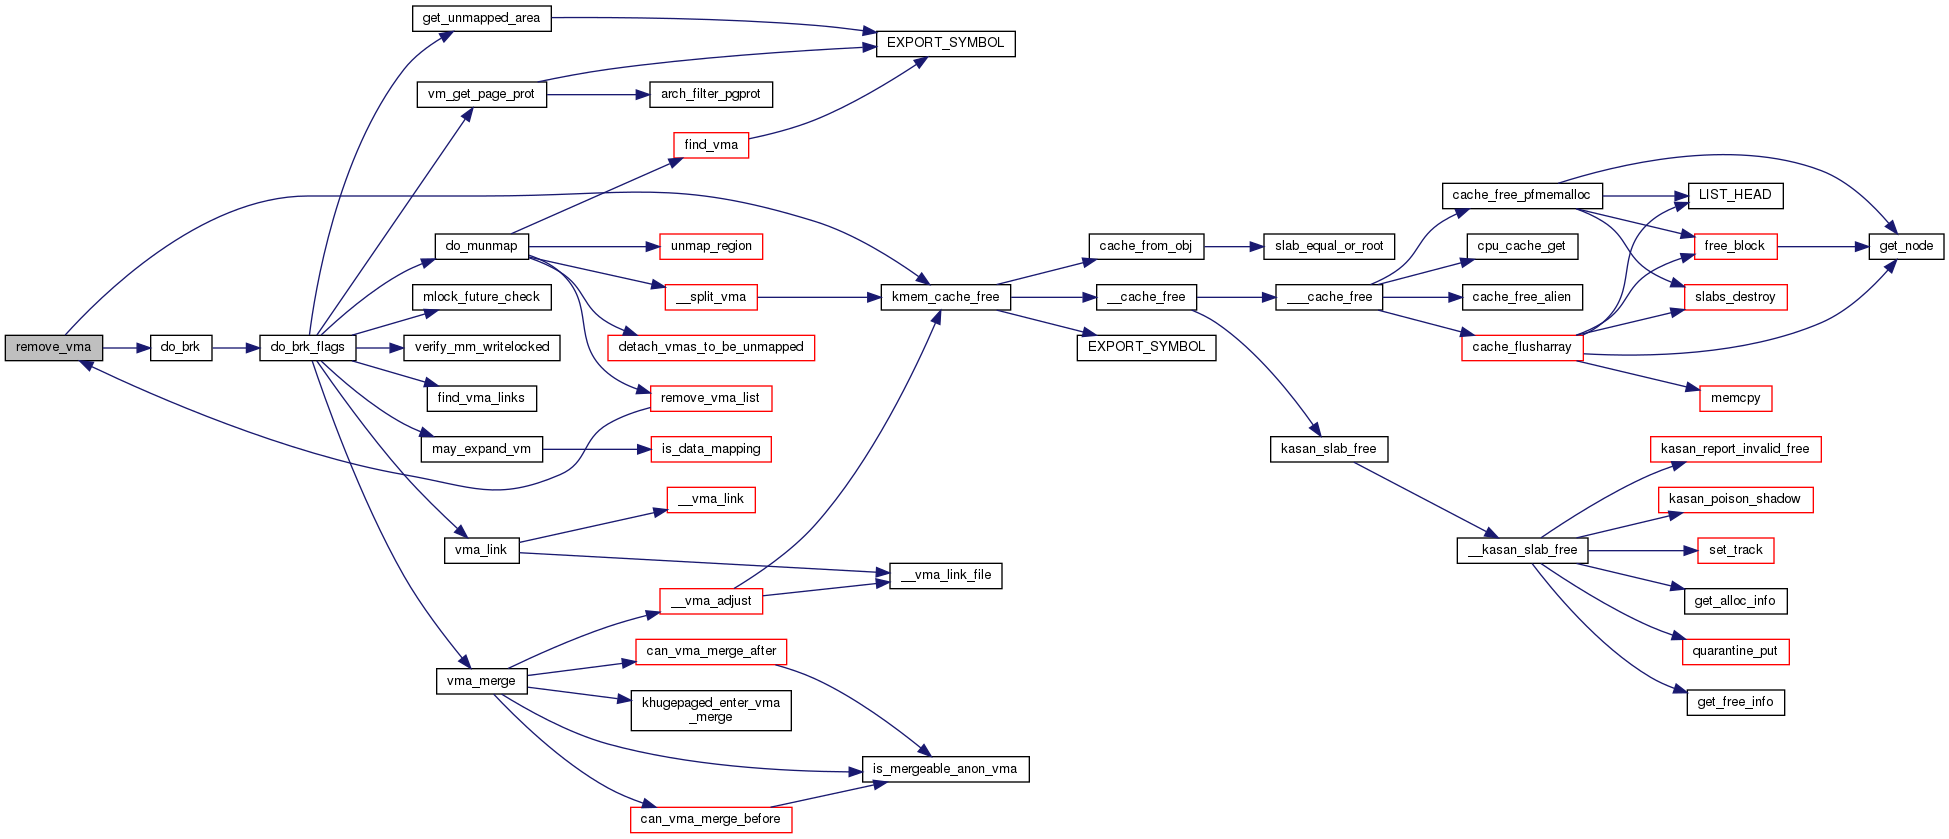 get_unmapped_area
EXPORT_SYMBOL
vm_get_page_prot
arch_filter_pgprot
find_vma
cache_free_pfmemalloc
LIST_HEAD
do_munmap
unmap_region
cache_from_obj
slab_equal_or_root
cpu_cache_get
free_block
get_node
mlock_future_check
__split_vma
kmem_cache_free
__cache_free
___cache_free
cache_free_alien
slabs_destroy
remove_vma
do_brk
do_brk_flags
verify_mm_writelocked
detach_vmas_to_be_unmapped
EXPORT_SYMBOL
cache_flusharray
find_vma_links
remove_vma_list
memcpy
may_expand_vm
is_data_mapping
kasan_slab_free
kasan_report_invalid_free
__vma_link
kasan_poison_shadow
vma_link
__kasan_slab_free
set_track
__vma_link_file
__vma_adjust
get_alloc_info
can_vma_merge_after
quarantine_put
vma_merge
khugepaged_enter_vma
_merge
get_free_info
is_mergeable_anon_vma
can_vma_merge_before